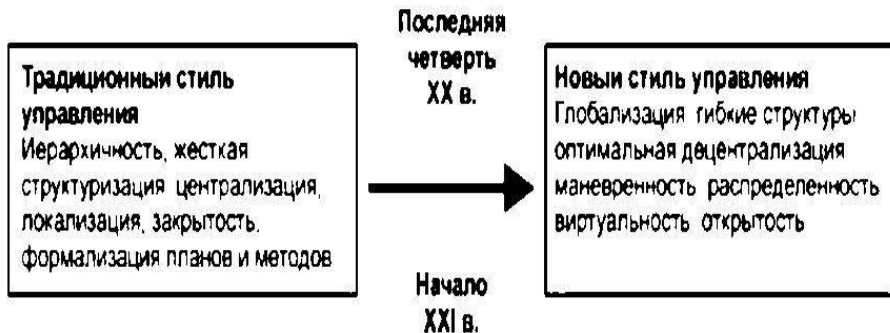 Последняя
четверть
XX в.
Традиционный стиль
управления
Иерархичность, жесткая
структуризация централизация,
локализация, закрытость,
формализация планов и методов
Новый стиль управления
Глобализация гибкие структуры
оптимальная децентрализация
маневренность распределенность
виртуальность открытость
Начало
XXI в.